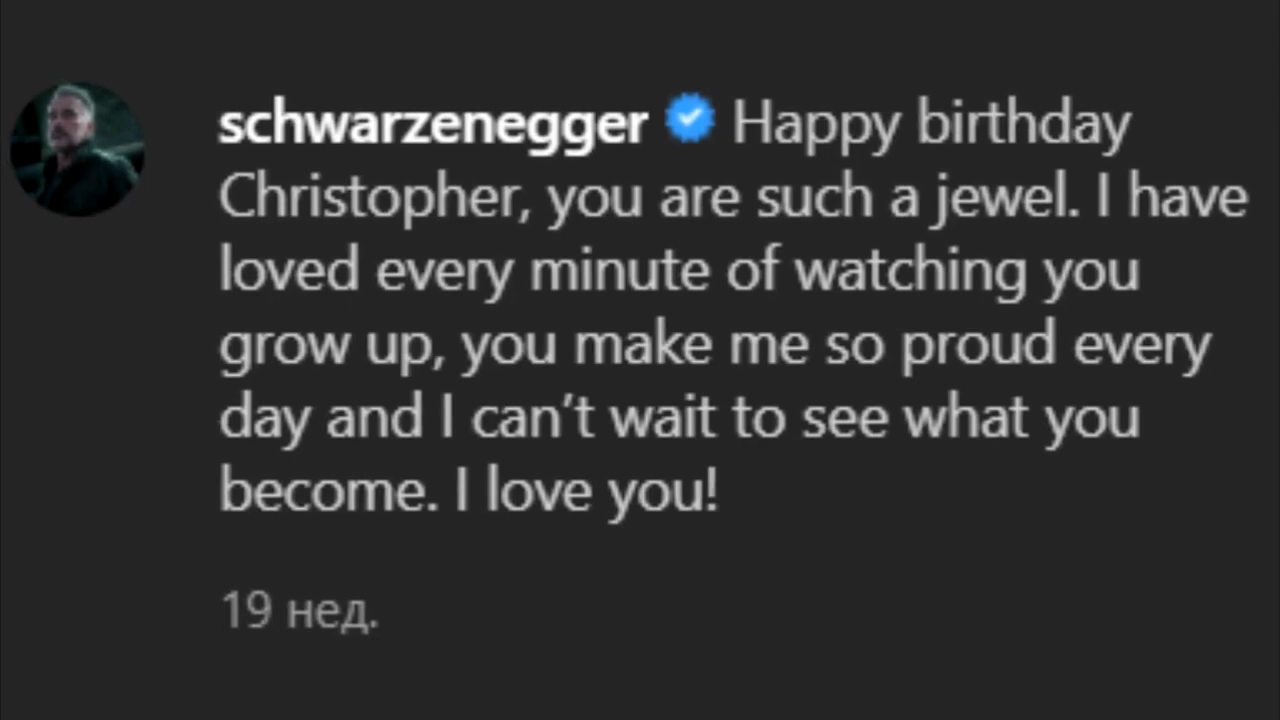 schwarzenegger Happy birthday
Christopher, you are such a jewel. I have
loved every minute of watching you
grow up, you make me so proud every
day and I can’t wait to see what you
become. I love you!
19 нед.